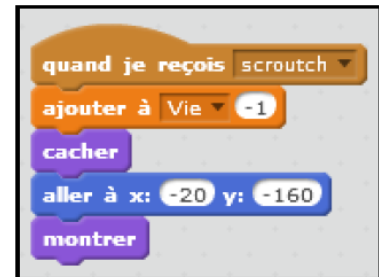 quand je reçois scroutch
ajouter à Vie -1
cacher
aller à x: -20 y: -160
montrer